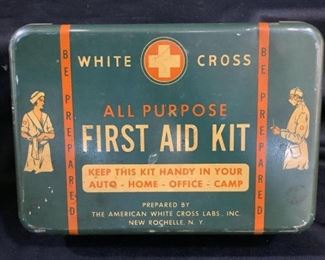 WHITE CROSS
BE PREPARED
ALL PURPOSE
FIRST AID KIT
KEEP THIS KIT HANDY IN YOUR
AUTO - HOME - OFFICE - CAMP
PREPARED BY
THE AMERICAN WHITE CROSS LABS., INC.
NEW ROCHELLE, N. Y.
BE PREPARED